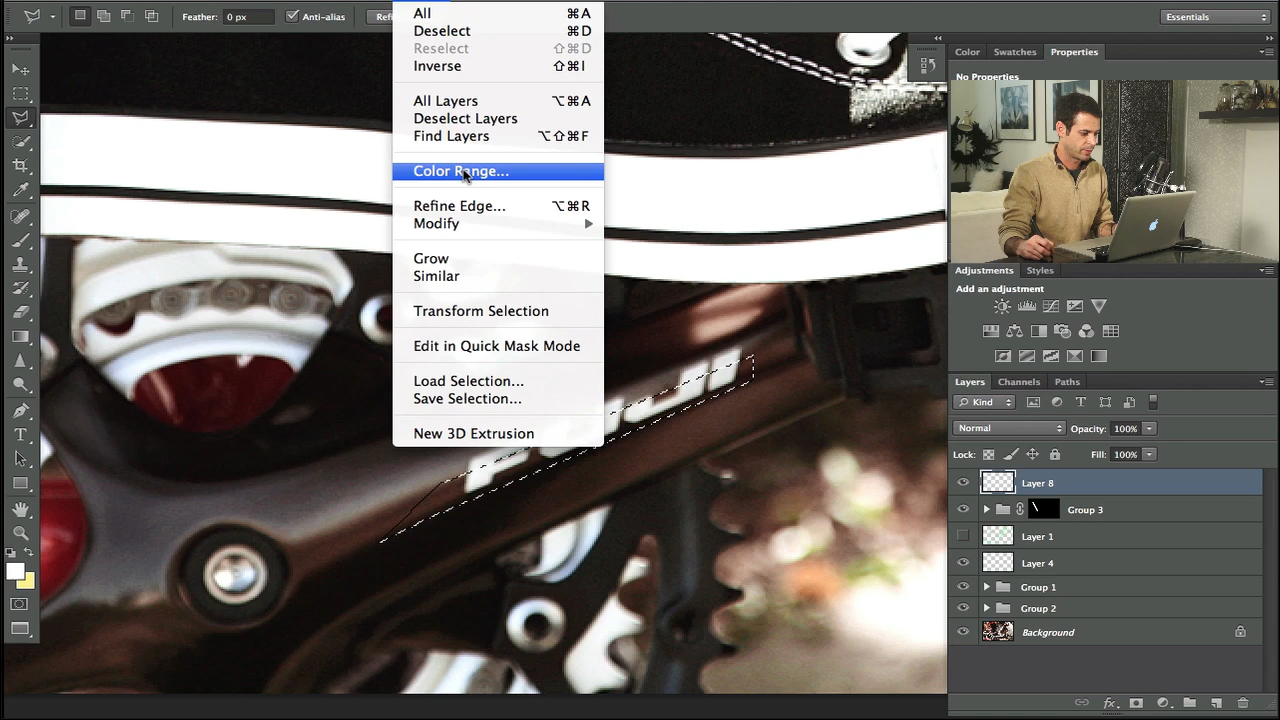 Feather: 0 px Anti-alias Essentials
All ⌘A
Deselect ⌘D
Reselect ⇧⌘D
Inverse ⇧⌘I
All Layers ⌥⌘A
Deselect Layers
Find Layers ⌥⇧⌘F
Color Range...
Refine Edge... ⌥⌘R
Modify
Grow
Similar
Transform Selection
Edit in Quick Mask Mode
Load Selection...
Save Selection...
New 3D Extrusion
Color Swatches Properties
No Properties
Adjustments Styles
Add an adjustment
Layers Channels Paths
Kind
Normal Opacity: 100%
Lock: Fill: 100%
Layer 8
Group 3
Layer 1
Layer 4
Group 1
Group 2
Background